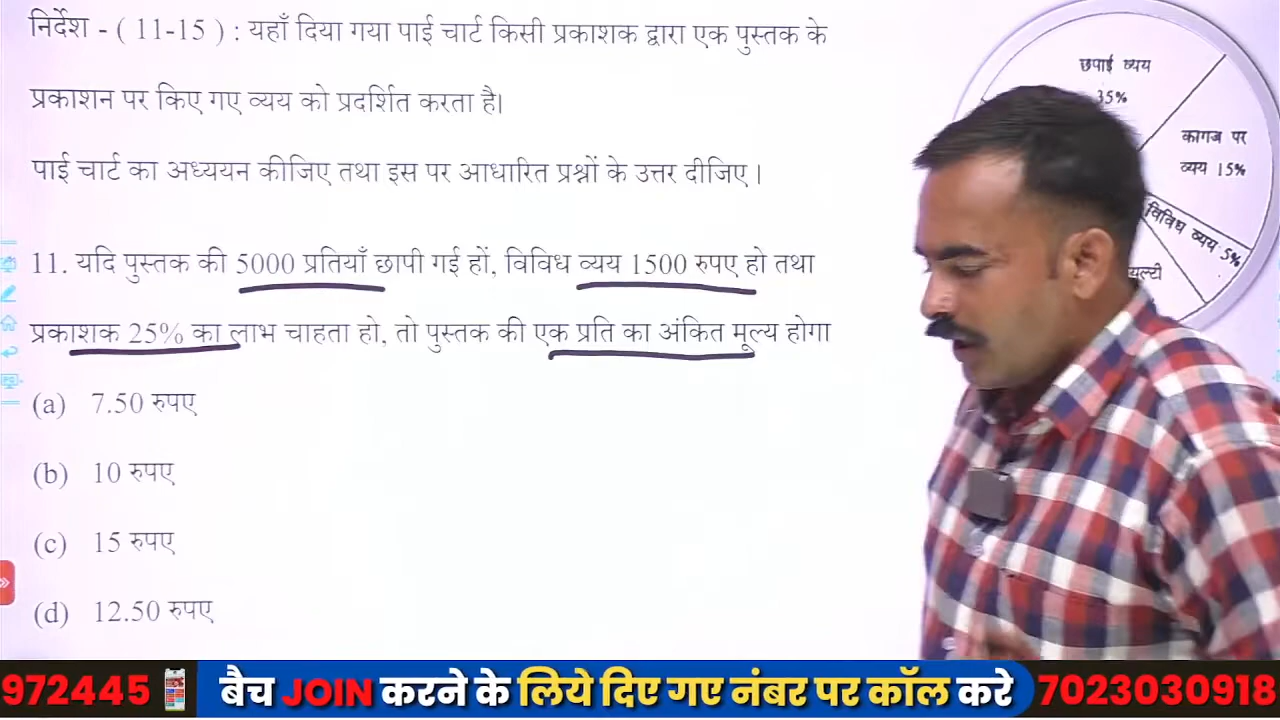 निर्देश - ( 11-15 ) : यहाँ दिया गया पाई चार्ट किसी प्रकाशक द्वारा एक पुस्तक के
प्रकाशन पर किए गए व्यय को प्रदर्शित करता है।
पाई चार्ट का अध्ययन कीजिए तथा इस पर आधारित प्रश्नों के उत्तर दीजिए ।
11. यदि पुस्तक की 5000 प्रतियाँ छापी गई हों, विविध व्यय 1500 रुपए हो तथा
प्रकाशक 25% का लाभ चाहता हो, तो पुस्तक की एक प्रति का अंकित मूल्य होगा
(a) 7.50 रुपए
(b) 10 रुपए
(c) 15 रुपए
(d) 12.50 रुपए
छपाई व्यय
35%
कागज पर
व्यय 15%
विविध व्यय 5%
972445
बैच JOIN करने के लिये दिए गए नंबर पर कॉल करे
7023030918